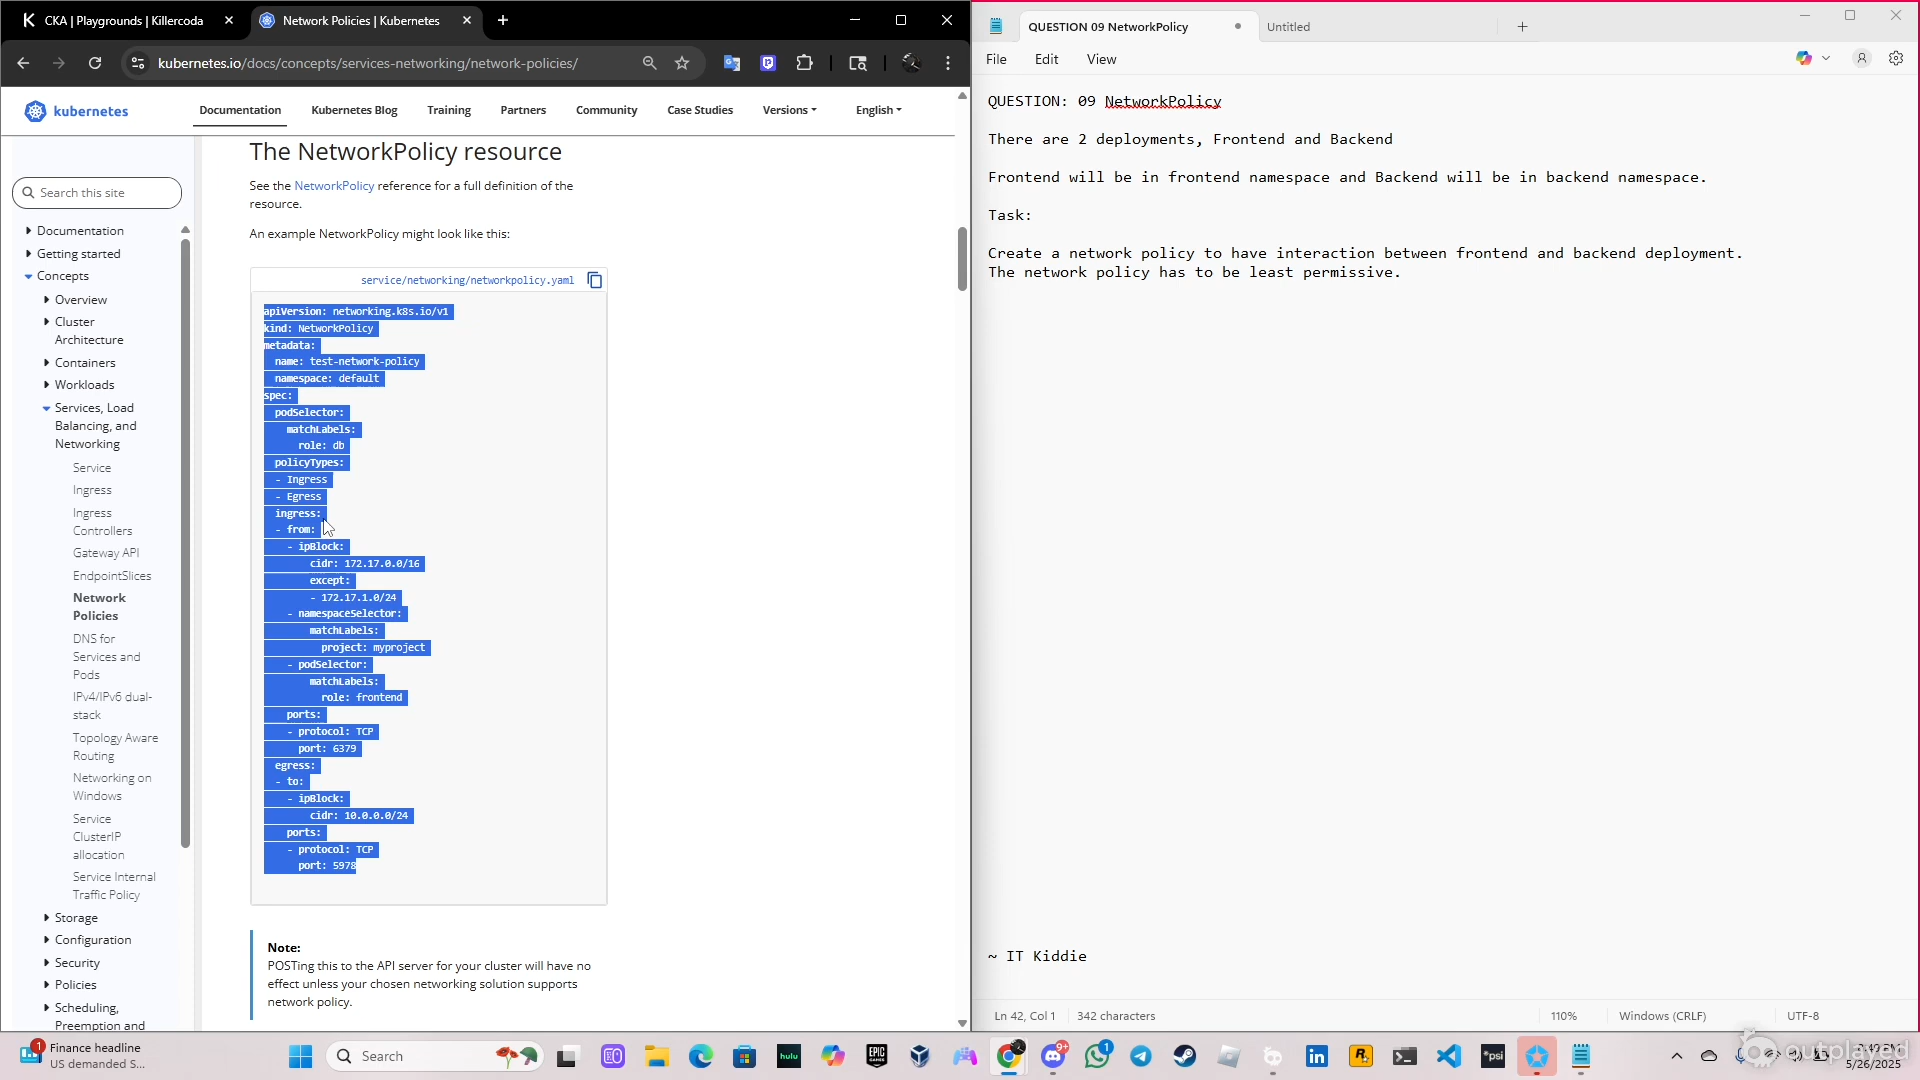 CKA | Playgrounds | Killercoda
Network Policies | Kubernetes
kubernetes.io/docs/concepts/services-networking/network-policies/
kubernetes
Documentation
Kubernetes Blog
Training
Partners
Community
Case Studies
Versions
English
Search this site
Documentation
Getting started
Concepts
Overview
Cluster
Architecture
Containers
Workloads
Services, Load
Balancing, and
Networking
Service
Ingress
Ingress
Controllers
Gateway API
EndpointSlices
Network
Policies
DNS for
Services and
Pods
IPv4/IPv6 dual-
stack
Topology Aware
Routing
Networking on
Windows
Service
ClusterIP
allocation
Service Internal
Traffic Policy
Storage
Configuration
Security
Policies
Scheduling,
Preemption and
The NetworkPolicy resource
See the NetworkPolicy reference for a full definition of the
resource.
An example NetworkPolicy might look like this:
service/networking/networkpolicy.yaml
apiVersion: networking.k8s.io/v1
kind: NetworkPolicy
metadata:
name: test-network-policy
namespace: default
spec:
podSelector:
matchLabels:
role: db
policyTypes:
- Ingress
- Egress
ingress:
- from:
- ipBlock:
cidr: 172.17.0.0/16
except:
- 172.17.1.0/24
- namespaceSelector:
matchLabels:
project: myproject
- podSelector:
matchLabels:
role: frontend
ports:
- protocol: TCP
port: 6379
egress:
- to:
- ipBlock:
cidr: 10.0.0.0/24
ports:
- protocol: TCP
port: 5978
Note:
POSTing this to the API server for your cluster will have no
effect unless your chosen networking solution supports
network policy.
QUESTION 09 NetworkPolicy
Untitled
File
Edit
View
QUESTION: 09 NetworkPolicy
There are 2 deployments, Frontend and Backend
Frontend will be in frontend namespace and Backend will be in backend namespace.
Task:
Create a network policy to have interaction between frontend and backend deployment.
The network policy has to be least permissive.
~ IT Kiddie
Ln 42, Col 1
342 characters
110%
Windows (CRLF)
UTF-8
1
Finance headline
US demanded S...
Search
hulu
EPIC
GAMES
9+
1
R
*psi
outplayed
5/26/2025